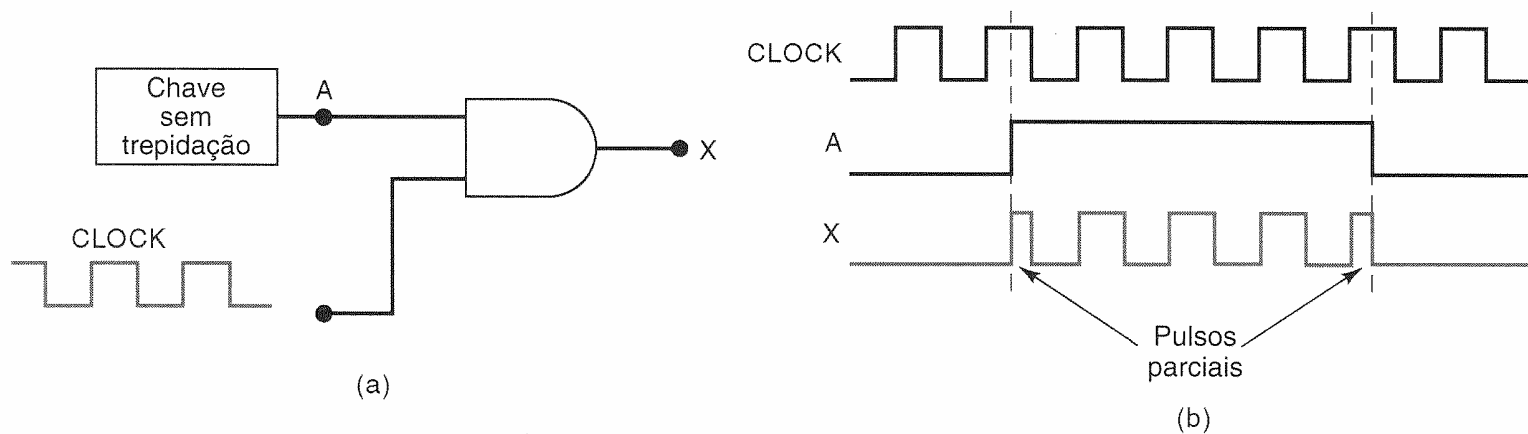 Chave
sem
trepidação
A
X
CLOCK
(a)
CLOCK
A
X
Pulsos
parciais
(b)